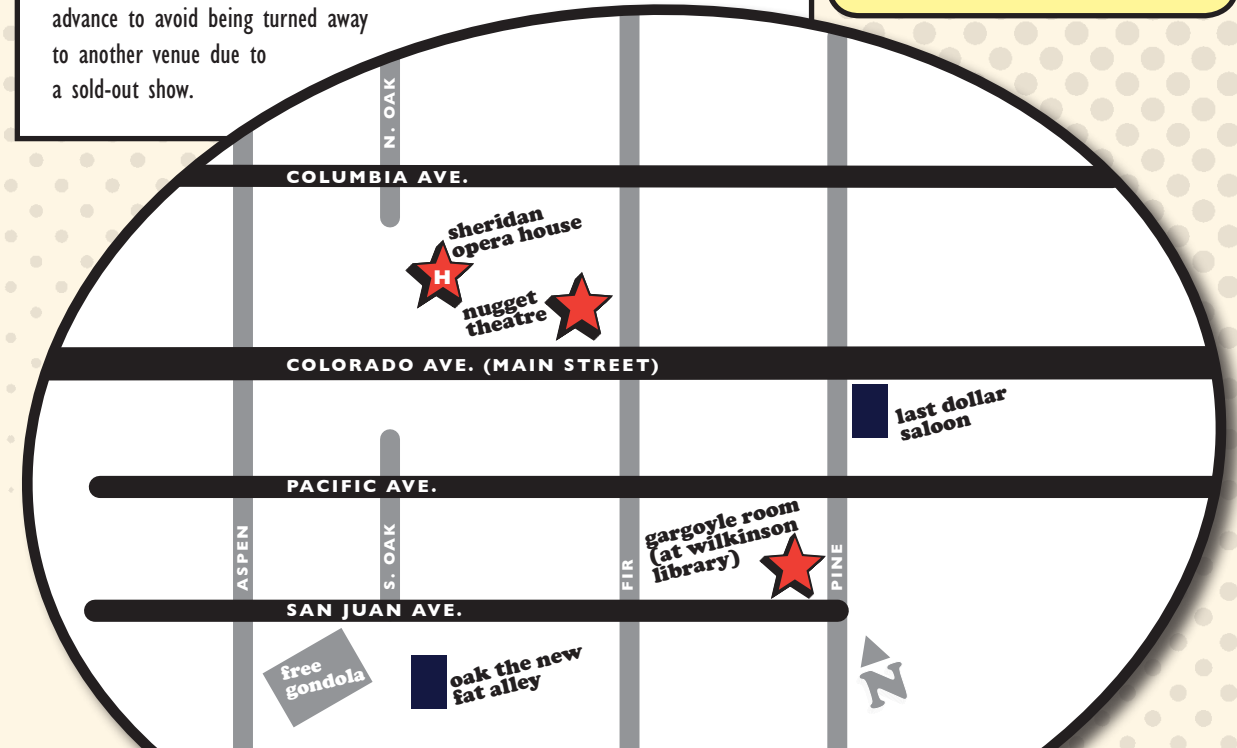 advance to avoid being turned away
to another venue due to
a sold-out show.
N. OAK
COLUMBIA AVE.
sheridan
opera house
H
nugget
theatre
COLORADO AVE. (MAIN STREET)
last dollar
saloon
PACIFIC AVE.
gargoyle room
(at wilkinson
library)
ASPEN
S. OAK
FIR
PINE
SAN JUAN AVE.
free
gondola
oak the new
fat alley
N